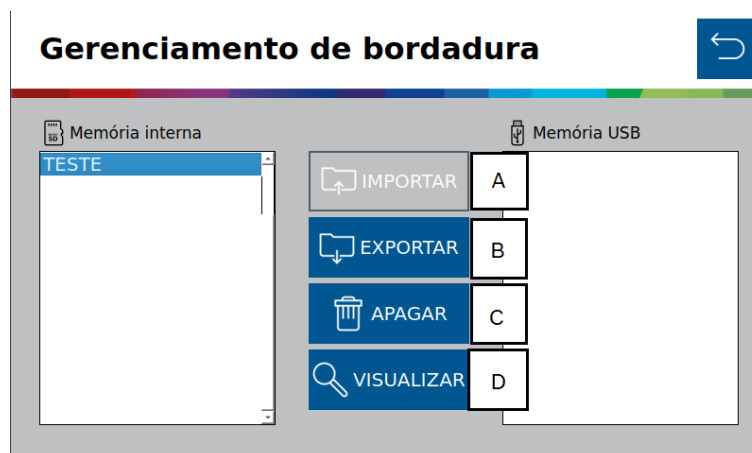 Gerenciamento de bordadura
Memória interna
Memória USB
TESTE
IMPORTAR
A
EXPORTAR
B
APAGAR
C
VISUALIZAR
D